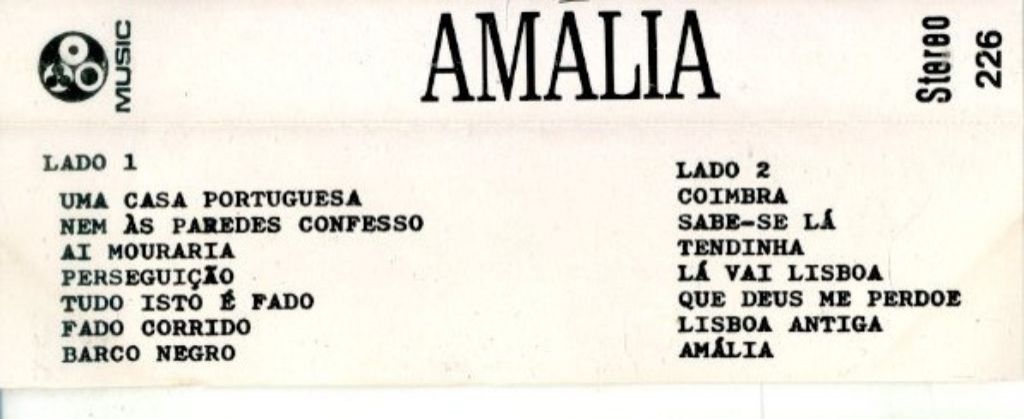 MUSIC
AMALIA
Stereo
226
LADO 1
UMA CASA PORTUGUESA
NEM ÀS PAREDES CONFESSO
AI MOURARIA
PERSEGUIÇÃO
TUDO ISTO É FADO
FADO CORRIDO
BARCO NEGRO
LADO 2
COIMBRA
SABE-SE LÁ
TENDINHA
LÁ VAI LISBOA
QUE DEUS ME PERDOE
LISBOA ANTIGA
AMÁLIA